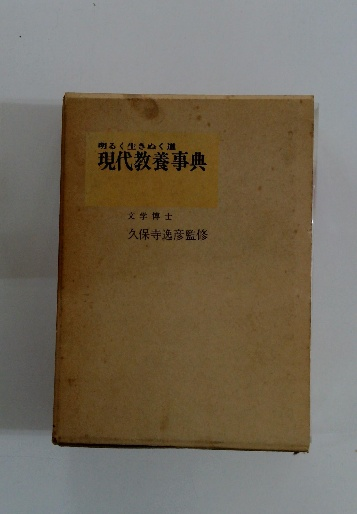 明るく生きぬく道
現代教養事典
文学博士
久保寺逸彦監修